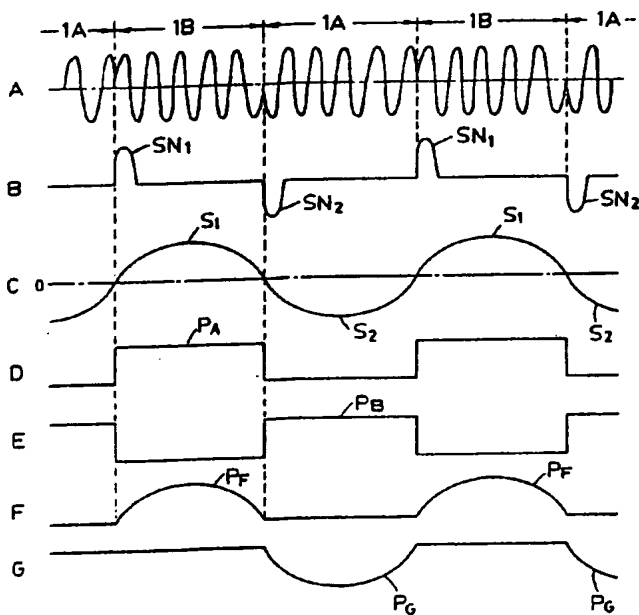 1A 1B 1A 1B 1A
A
SN1 SN1
B
SN2 SN2
S1 S1
C 0
S2 S2
PA
D
PB
E
PF PF
F
G
PG PG